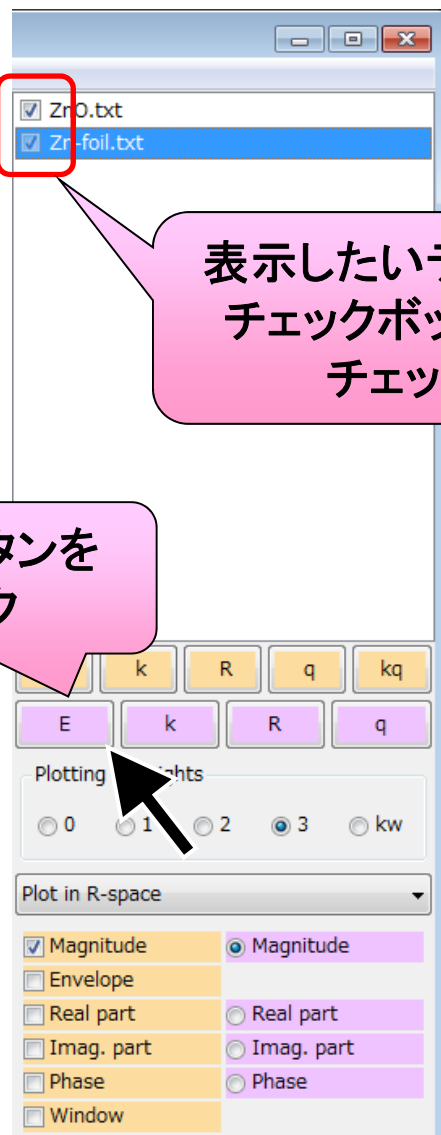 ZnO.txt
Zn-foil.txt
表示したい
チェックボッ
チェッ
タンを
ク
k R q kq
E k R q
Plotting
0 1 2 3 kw
Plot in R-space
Magnitude Magnitude
Envelope
Real part Real part
Imag. part Imag. part
Phase Phase
Window